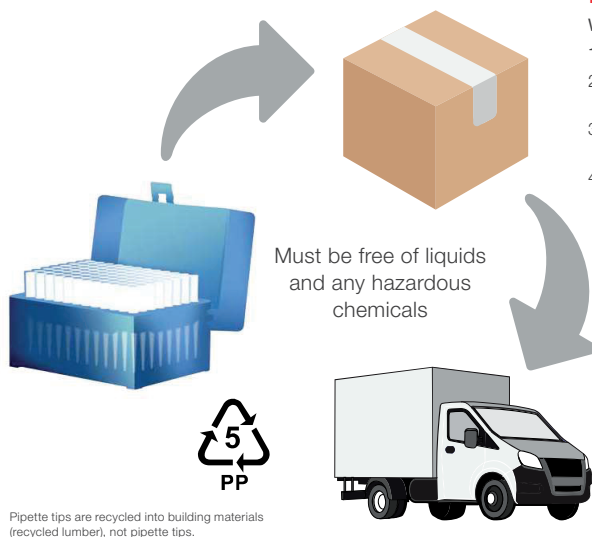 Must be free of liquids
and any hazardous
chemicals
5
PP
Pipette tips are recycled into building materials
(recycled lumber), not pipette tips.